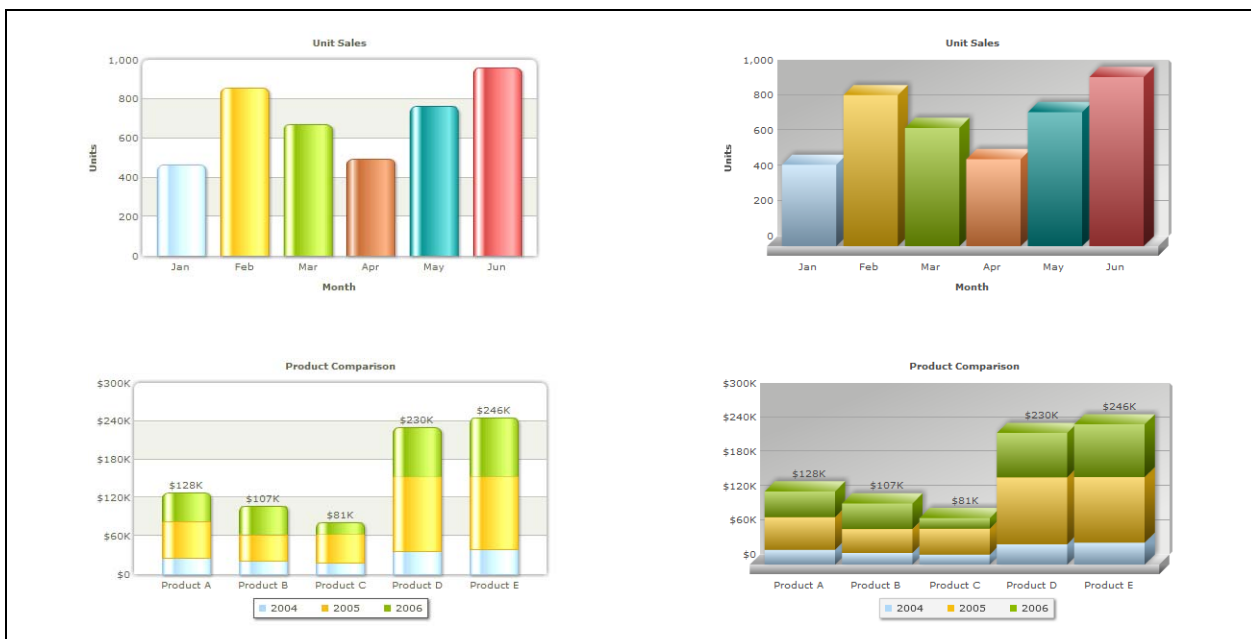 Unit Sales
1,000
800
600
400
200
0
Units
Jan Feb Mar Apr May Jun
Month
Unit Sales
1,000
800
600
400
200
0
Units
Jan Feb Mar Apr May Jun
Month
Product Comparison
$300K
$240K
$180K
$120K
$60K
$0
$128K
$107K
$81K
$230K
$246K
Product A Product B Product C Product D Product E
2004 2005 2006
Product Comparison
$300K
$240K
$180K
$120K
$60K
$0
$128K
$107K
$81K
$230K
$246K
Product A Product B Product C Product D Product E
2004 2005 2006